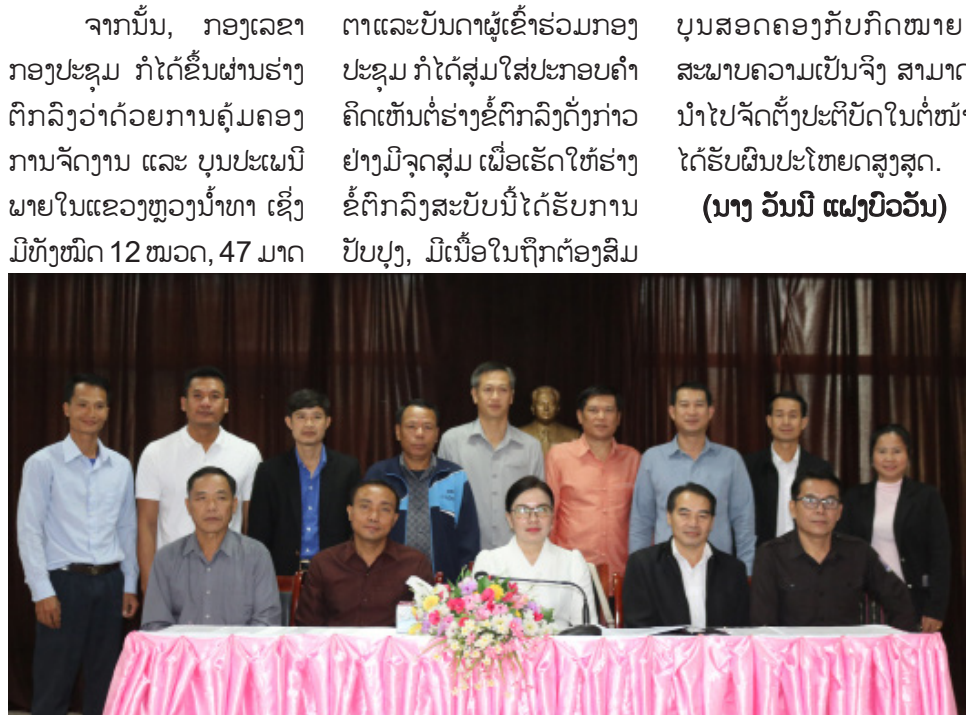 ຈາກນັ້ນ, ກອງເລຂາ
ກອງປະຊຸມ ກໍໄດ້ຂຶ້ນຜ່ານຮ່າງ
ຕົກລົງວ່າດ້ວຍການຄຸ້ມຄອງ
ການຈັດງານ ແລະ ບຸນປະເພນີ
ພາຍໃນແຂວງຫຼວງນໍ້າທາ ເຊິ່ງ
ມີທັງໝົດ 12 ໝວດ, 47 ມາດ
ຕາແລະບັນດາຜູ້ເຂົ້າຮ່ວມກອງ
ປະຊຸມ ກໍໄດ້ສຸ່ມໃສ່ປະກອບຄໍາ
ຄິດເຫັນຕໍ່ຮ່າງຂໍ້ຕົກລົງດັ່ງກ່າວ
ຢ່າງມີຈຸດສຸ່ມ ເພື່ອເຮັດໃຫ້ຮ່າງ
ຂໍ້ຕົກລົງສະບັບນີ້ໄດ້ຮັບການ
ປັບປຸງ, ມີເນື້ອໃນຖືກຕ້ອງສົມ
ບຸນສອດຄອງກັບກົດໝາຍ
ສະພາບຄວາມເປັນຈິງ
ນໍາໄປຈັດຕັ້ງປະຕິບັດໃນ
ໄດ້ຮັບຜົນປະໂຫຍດສູງສຸດ.
(ນາງ ວັນນີ ແຝງບົວວັນ)